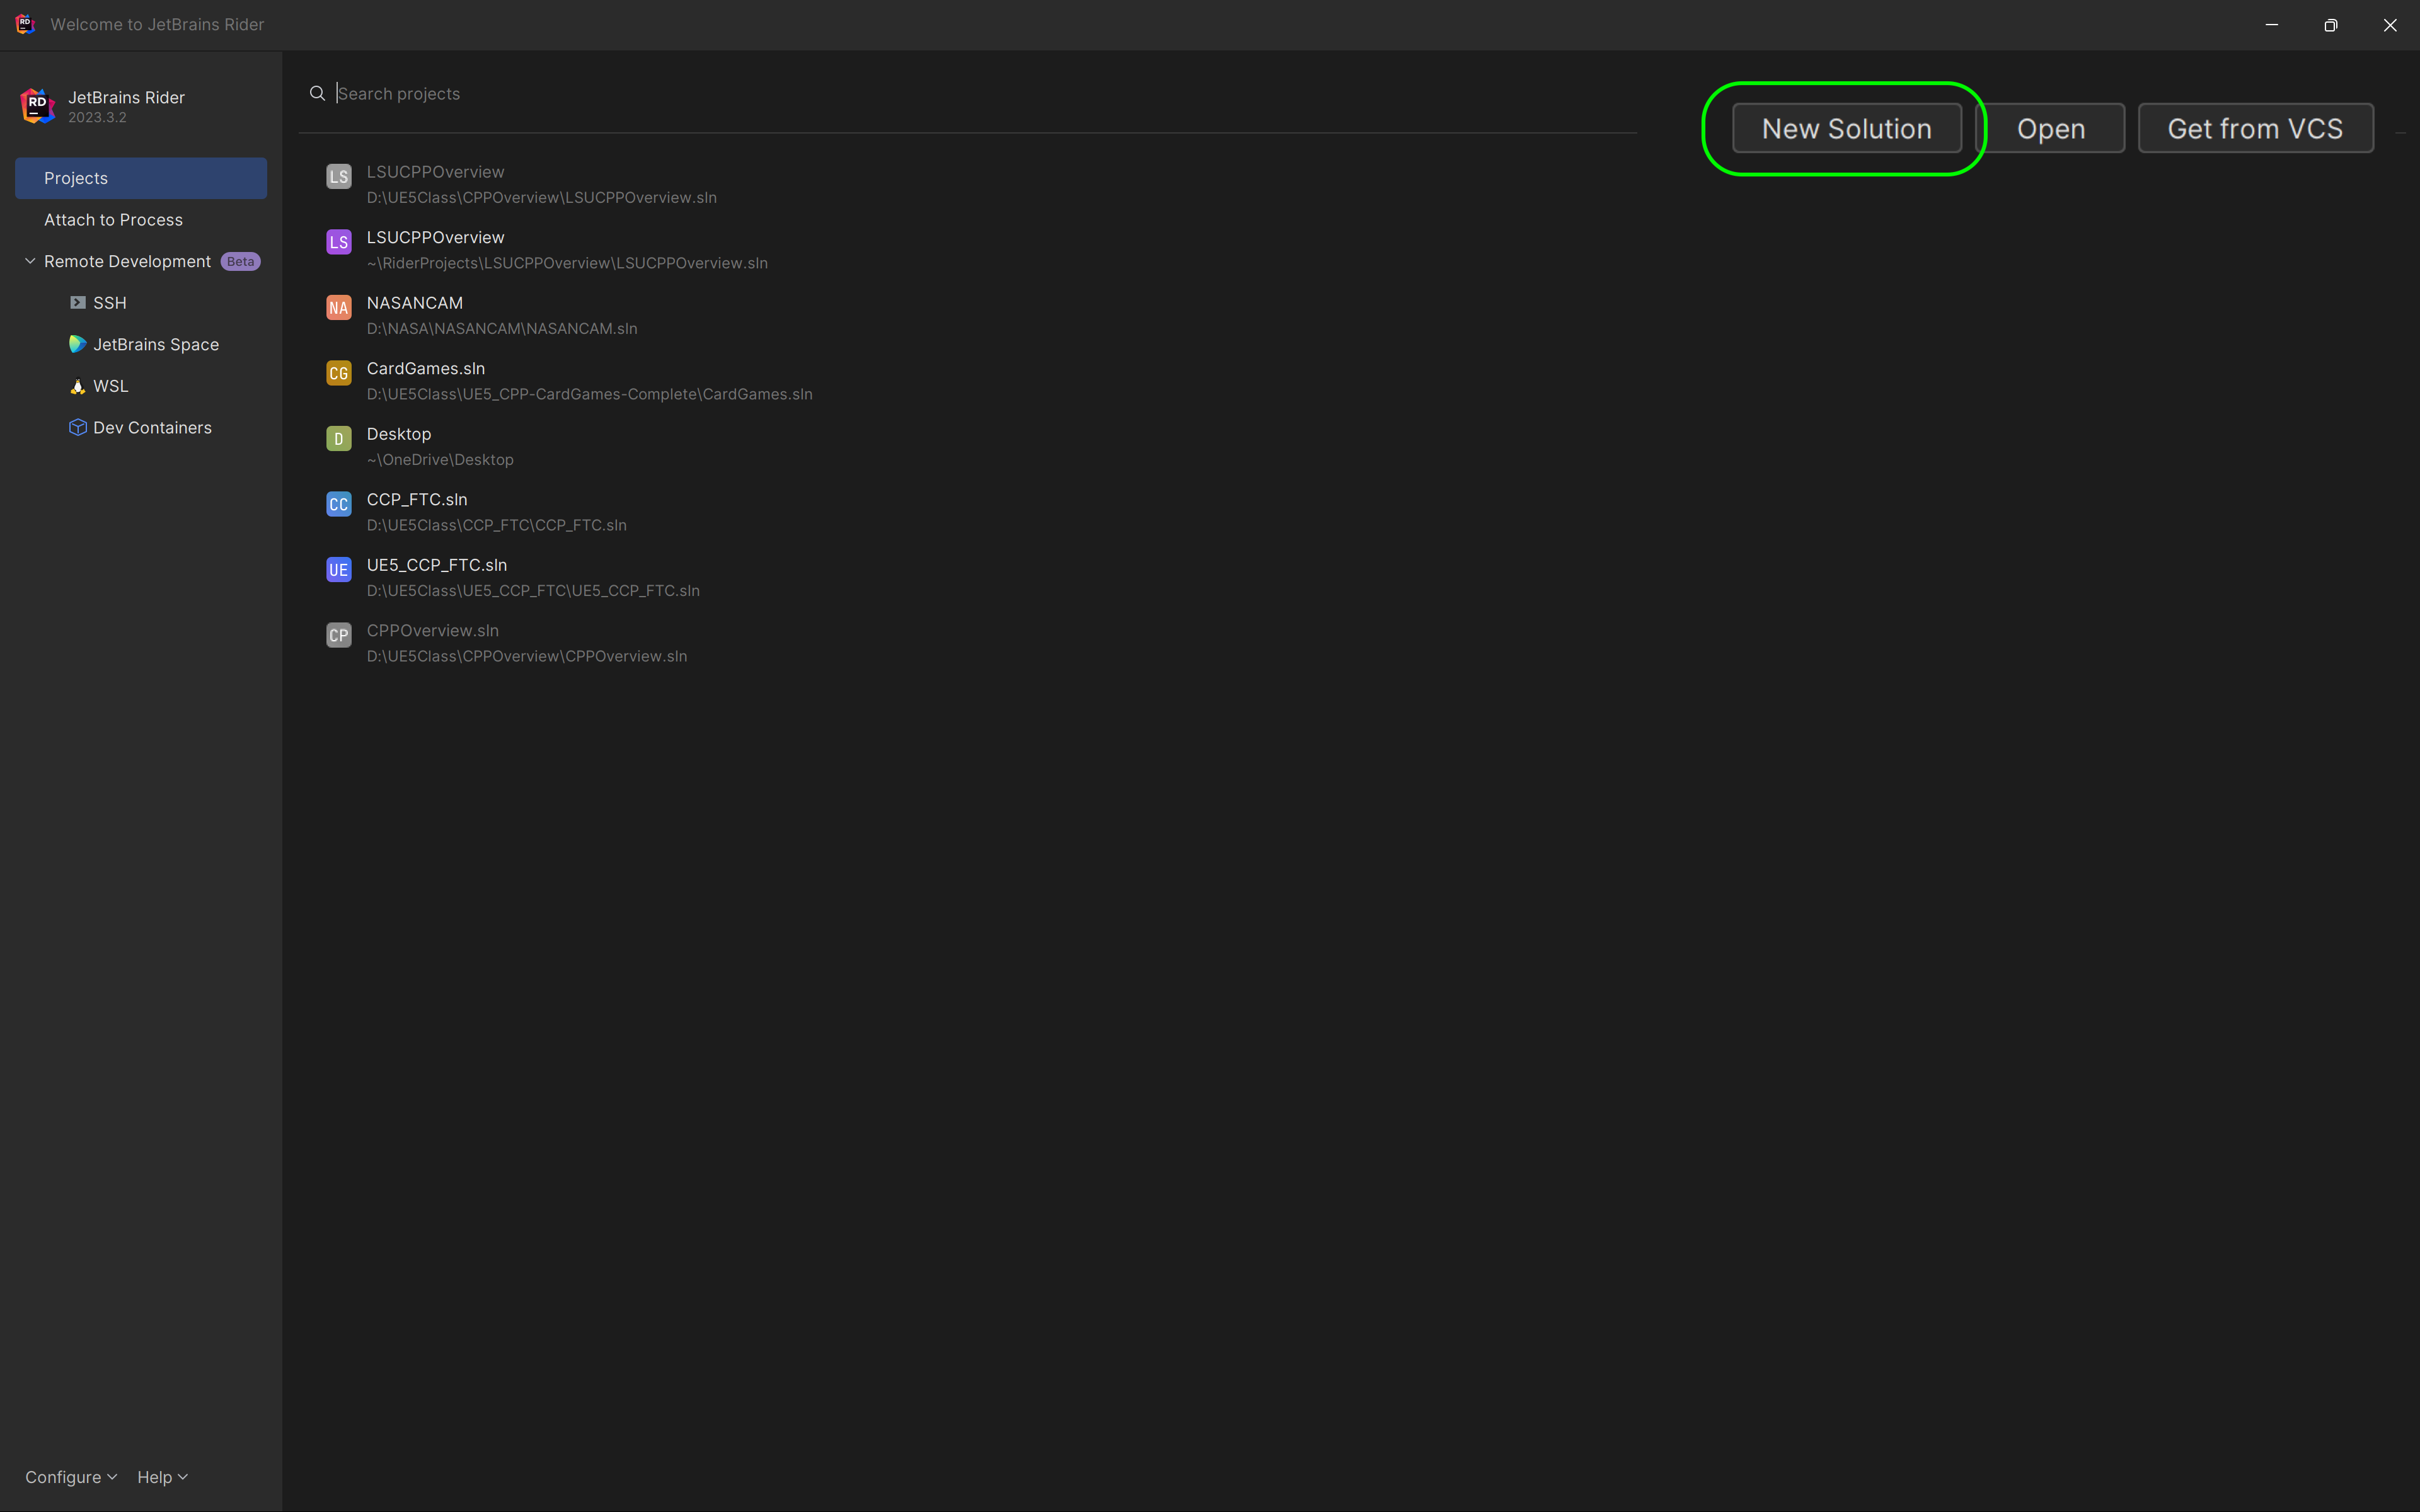 RD Welcome to JetBrains Rider
RD JetBrains Rider
2023.3.2
Projects
Attach to Process
Remote Development Beta
SSH
JetBrains Space
WSL
Dev Containers
Configure Help
Search projects
New Solution Open Get from VCS
LS LSUCPPOverview
D:\UE5Class\CPPOverview\LSUCPPOverview.sln
LS LSUCPPOverview
~\RiderProjects\LSUCPPOverview\LSUCPPOverview.sln
NA NASANCAM
D:\NASA\NASANCAM\NASANCAM.sln
CG CardGames.sln
D:\UE5Class\UE5_CPP-CardGames-Complete\CardGames.sln
D Desktop
~\OneDrive\Desktop
CC CCP_FTC.sln
D:\UE5Class\CCP_FTC\CCP_FTC.sln
UE UE5_CCP_FTC.sln
D:\UE5Class\UE5_CCP_FTC\UE5_CCP_FTC.sln
CP CPPOverview.sln
D:\UE5Class\CPPOverview\CPPOverview.sln